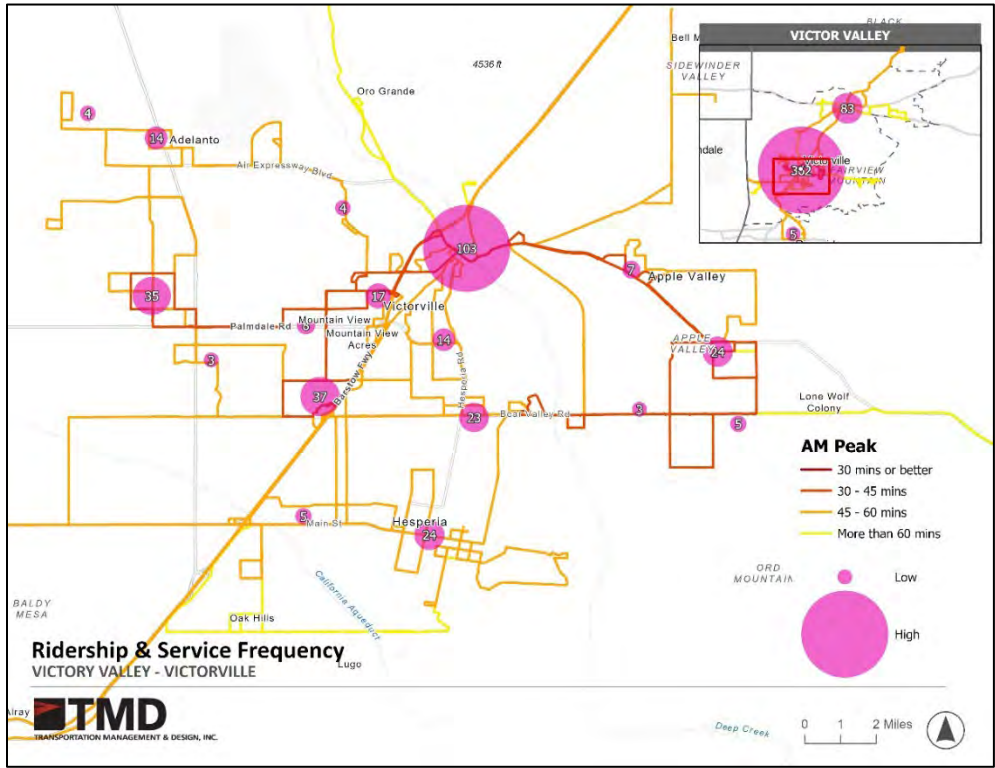 BLACK
VICTOR VALLEY
Bell M
SIDEWINDER
VALLEY
4536 ft
Oro Grande
83
ndale
Victorville
FAIRVIEW
MOUNTAIN
5
4
14
Adelanto
Air Expressway Blvd
4
103
35
17
Victorville
7
Apple Valley
Palmdale Rd
Mountain View
Mountain View
Acres
14
APPLE
VALLEY
24
3
Barstow Fwy
Hesperia Rd
37
23
Bear Valley Rd
3
5
Lone Wolf
Colony
AM Peak
30 mins or better
30 - 45 mins
45 - 60 mins
More than 60 mins
5
Main St
Hesperia
24
ORD
MOUNTAIN
Low
High
California Aqueduct
BALDY
MESA
Oak Hills
Ridership & Service Frequency
VICTORY VALLEY - VICTORVILLE
Lugo
Alray
TMD
TRANSPORTATION MANAGEMENT & DESIGN, INC.
Deep Creek
0 1 2 Miles